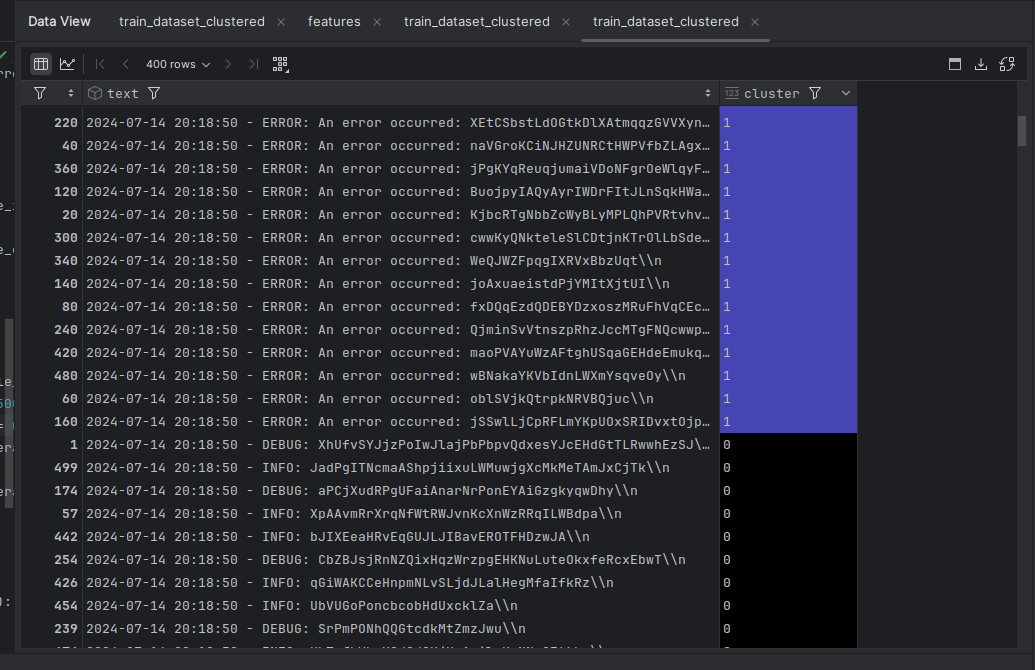 Data View train_dataset_clustered features train_dataset_clustered train_dataset_clustered
400 rows
text 123 cluster
220 2024-07-14 20:18:50 - ERROR: An error occurred: XEtCSbstLdOGtkDlXAtmqqzGVVXyn… 1
40 2024-07-14 20:18:50 - ERROR: An error occurred: naVGroKCiNJHZUNRCtHWPVfbZLAgx… 1
360 2024-07-14 20:18:50 - ERROR: An error occurred: jPgKYqReuqjumaiVDoNFgrOeWlqyF… 1
120 2024-07-14 20:18:50 - ERROR: An error occurred: BuojpyIAQyAyrIWDrFItJLnSqkHWa… 1
20 2024-07-14 20:18:50 - ERROR: An error occurred: KjbcRTgNbbZcWyBLyMPLQhPVRtvhv… 1
300 2024-07-14 20:18:50 - ERROR: An error occurred: cwwKyQNkteleSlCDtjnKTrOlLbSde… 1
340 2024-07-14 20:18:50 - ERROR: An error occurred: WeQJWZFpqgIXRVxBbzUqt\\n 1
140 2024-07-14 20:18:50 - ERROR: An error occurred: joAxuaeistdPjYMItXjtUI\\n 1
80 2024-07-14 20:18:50 - ERROR: An error occurred: fxDQqEzdQDEBYDzxoszMRuFhVqCEc… 1
240 2024-07-14 20:18:50 - ERROR: An error occurred: QjminSvVtnszpRhzJccMTgFNQcwwp… 1
420 2024-07-14 20:18:50 - ERROR: An error occurred: maoPVAYuWzAFtghUSqaGEHdeEmukq… 1
480 2024-07-14 20:18:50 - ERROR: An error occurred: wBNakaYKVbIdnLWXmYsqveOy\\n 1
60 2024-07-14 20:18:50 - ERROR: An error occurred: oblSVjkQtrpkNRVBQjuc\\n 1
160 2024-07-14 20:18:50 - ERROR: An error occurred: jSSwlLjCpRFLmYKpUOxSRIDvxtOjp… 1
1 2024-07-14 20:18:50 - DEBUG: XhUfvSYJjzPoIwJlajPbPbpvQdxesYJcEHdGtTLRwwhEzSJ\… 0
499 2024-07-14 20:18:50 - INFO: JadPgITNcmaAShpjiixuLWMuwjgXcMkMeTAmJxCjTk\\n 0
174 2024-07-14 20:18:50 - DEBUG: aPCjXudRPgUFaiAnarNrPonEYAiGzgkyqwDhy\\n 0
57 2024-07-14 20:18:50 - INFO: XpAAvmRrXrqNfWtRWJvnKcXnWzRRqILWBdpa\\n 0
442 2024-07-14 20:18:50 - INFO: bJIXEeaHRvEqGUJLJIBavEROTFHDzwJA\\n 0
254 2024-07-14 20:18:50 - DEBUG: CbZBJsjRnNZQixHqzWrzpgEHKNuLuteOkxfeRcxEbwT\\n 0
426 2024-07-14 20:18:50 - INFO: qGiWAKCCeHnpmNLvSLjdJLalHegMfaIfkRz\\n 0
454 2024-07-14 20:18:50 - INFO: UbVUGoPoncbcobHdUxcklZa\\n 0
239 2024-07-14 20:18:50 - DEBUG: SrPmPONhQQGtcdkMtZmzJwu\\n 0